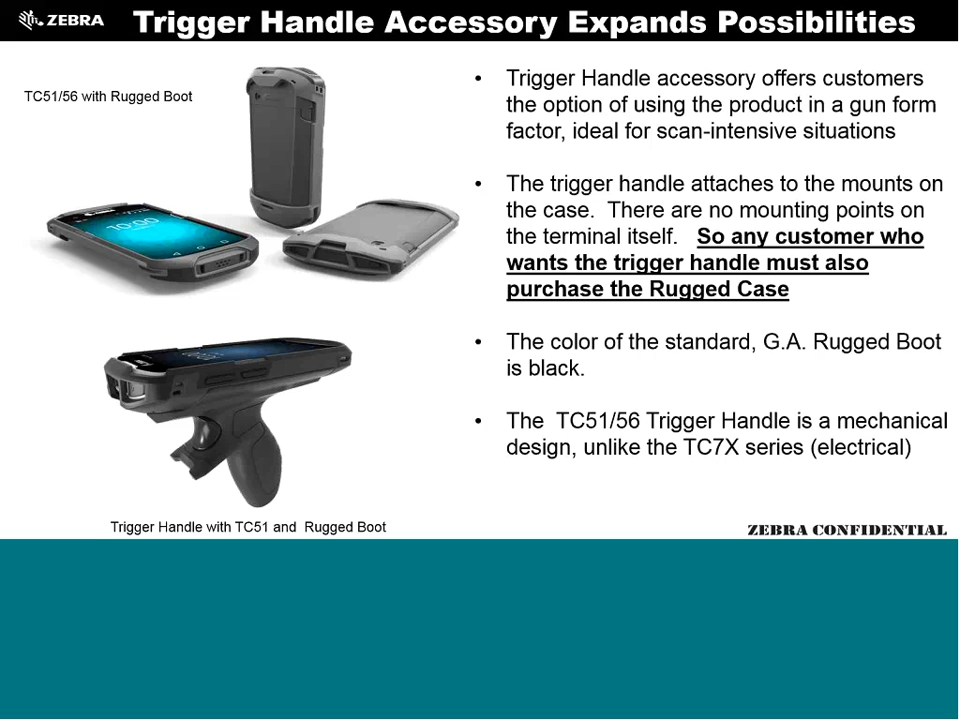 ZEBRA
Trigger Handle Accessory Expands Possibilities
TC51/56 with Rugged Boot
10:00
• Trigger Handle accessory offers customers
the option of using the product in a gun form
factor, ideal for scan-intensive situations
• The trigger handle attaches to the mounts on
the case. There are no mounting points on
the terminal itself. So any customer who
wants the trigger handle must also
purchase the Rugged Case
• The color of the standard, G.A. Rugged Boot
is black.
• The TC51/56 Trigger Handle is a mechanical
design, unlike the TC7X series (electrical)
Trigger Handle with TC51 and Rugged Boot
ZEBRA CONFIDENTIAL